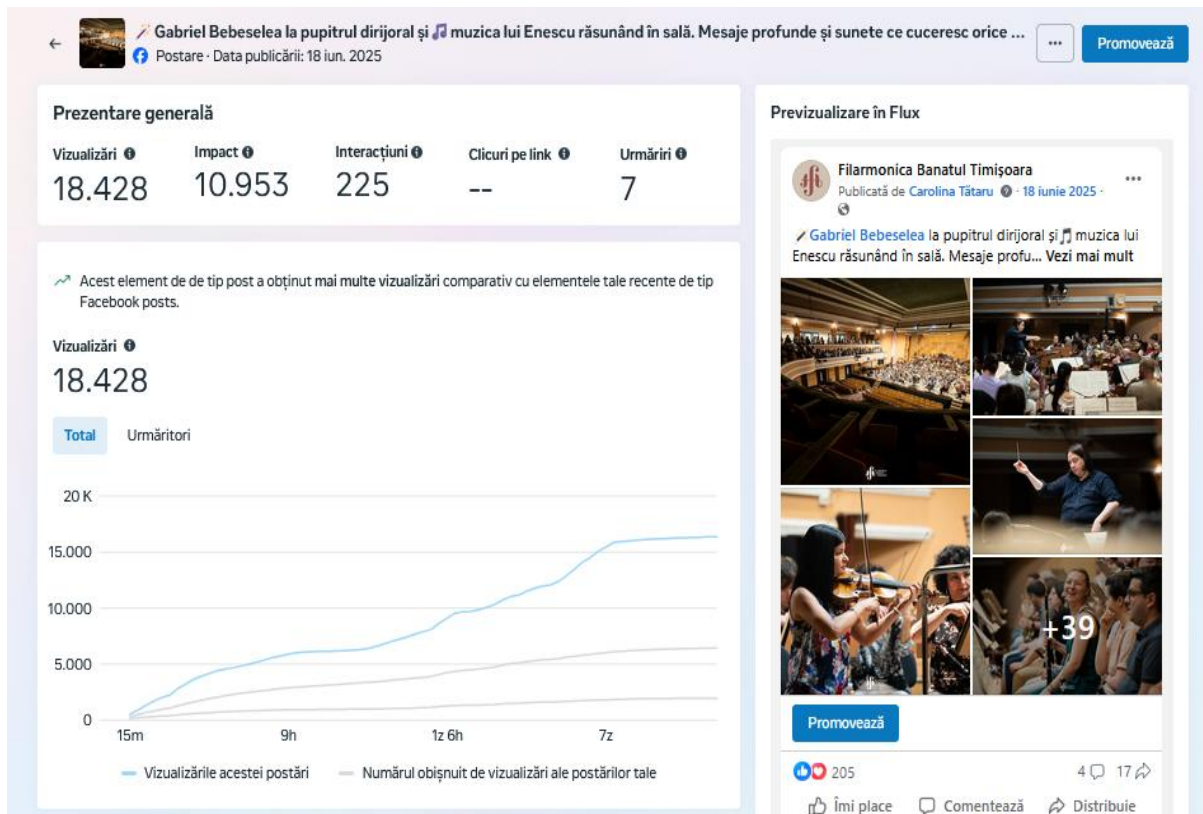 Gabriel Bebeselea la pupitrul dirijoral și 🎵 muzica lui Enescu răsunând în sală. Mesaje profunde și sunete ce cuceresc orice ...
Postare · Data publicării: 18 iun. 2025
Promovează
Prezentare generală
Vizualizări Impact Interacțiuni Clicuri pe link Urmăriri
18.428 10.953 225 -- 7
Acest element de de tip post a obținut mai multe vizualizări comparativ cu elementele tale recente de tip
Facebook posts.
Vizualizări
18.428
Total Urmăritori
20 K
15.000
10.000
5.000
0
15m 9h 1z 6h 7z
Vizualizările acestei postări Numărul obișnuit de vizualizări ale postărilor tale
Previzualizare în Flux
Filarmonica Banatul Timișoara
Publicată de Carolina Tătaru · 18 iunie 2025 ·
Gabriel Bebeselea la pupitrul dirijoral și 🎵 muzica lui
Enescu răsunând în sală. Mesaje profu... Vezi mai mult
+39
Promovează
205 4 17
Îmi place Comentează Distribuie